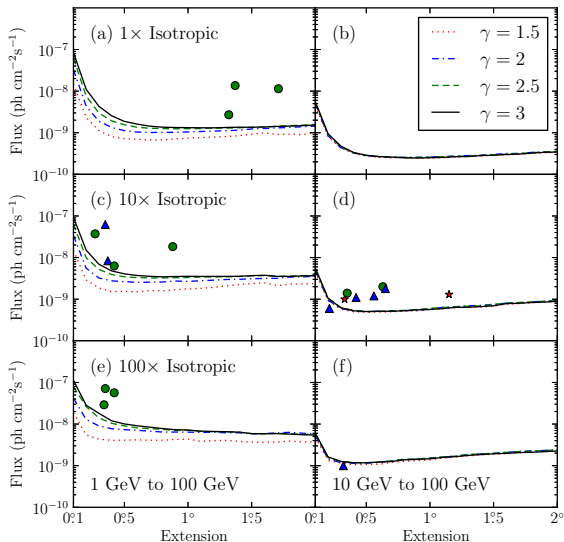 (a) 1× Isotropic
(b)
γ = 1.5
γ = 2
γ = 2.5
γ = 3
10⁻⁷
10⁻⁸
10⁻⁹
10⁻¹⁰
Flux (ph cm⁻²s⁻¹)
(c) 10× Isotropic
(d)
10⁻⁷
10⁻⁸
10⁻⁹
10⁻¹⁰
Flux (ph cm⁻²s⁻¹)
(e) 100× Isotropic
(f)
10⁻⁷
10⁻⁸
10⁻⁹
10⁻¹⁰
Flux (ph cm⁻²s⁻¹)
1 GeV to 100 GeV
10 GeV to 100 GeV
0°.1 0°.5 1° 1°.5 0°.1 0°.5 1° 1°.5 2°
Extension Extension